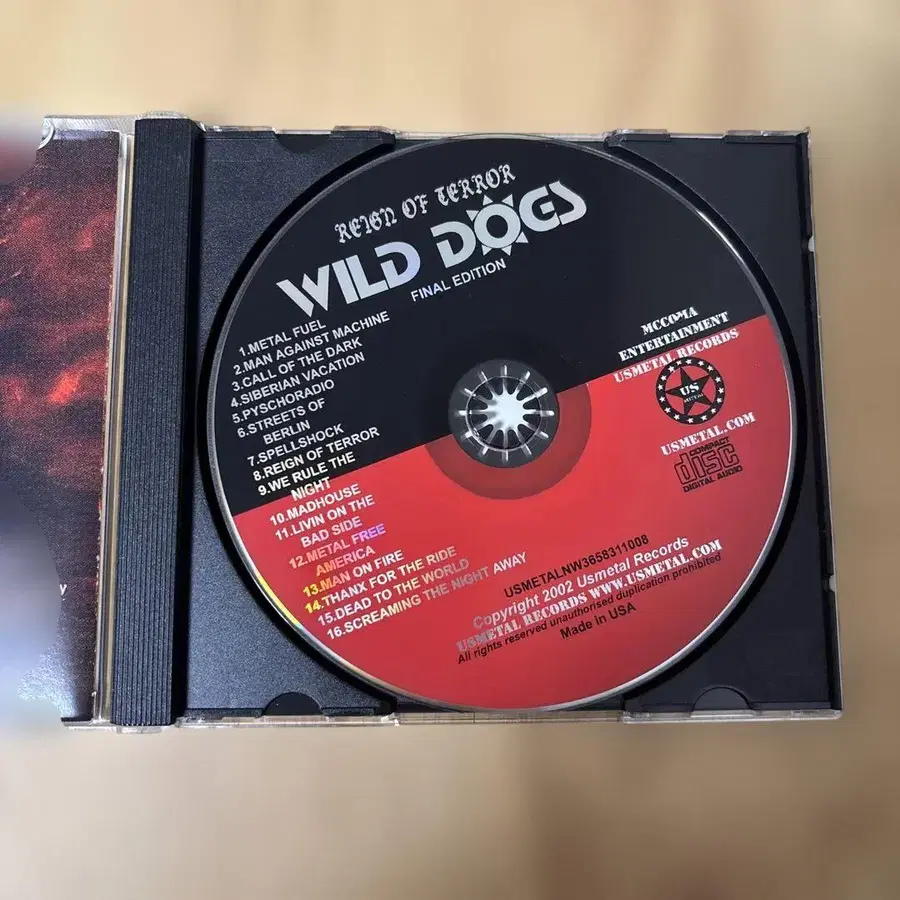 REIGN OF TERROR
WILD DOGS
FINAL EDITION
1.METAL FUEL
2.MAN AGAINST MACHINE
3.CALL OF THE DARK
4.SIBERIAN VACATION
5.PYSCHORADIO
6.STREETS OF
BERLIN
7.SPELLSHOCK
8.REIGN OF TERROR
9.WE RULE THE
NIGHT
10.MADHOUSE
11.LIVIN ON THE
BAD SIDE
12.METAL FREE
AMERICA
13.MAN ON FIRE
14.THANX FOR THE RIDE
15.DEAD TO THE WORLD
16.SCREAMING THE NIGHT AWAY
MCCOMA
ENTERTAINMENT
USMETAL RECORDS
US
USMETAL.COM
COMPACT
disc
DIGITAL AUDIO
USMETALNW3658311008
Copyright 2002 Usmetal Records
USMETAL RECORDS WWW.USMETAL.COM
All rights reserved unauthorised duplication prohibited
Made in USA